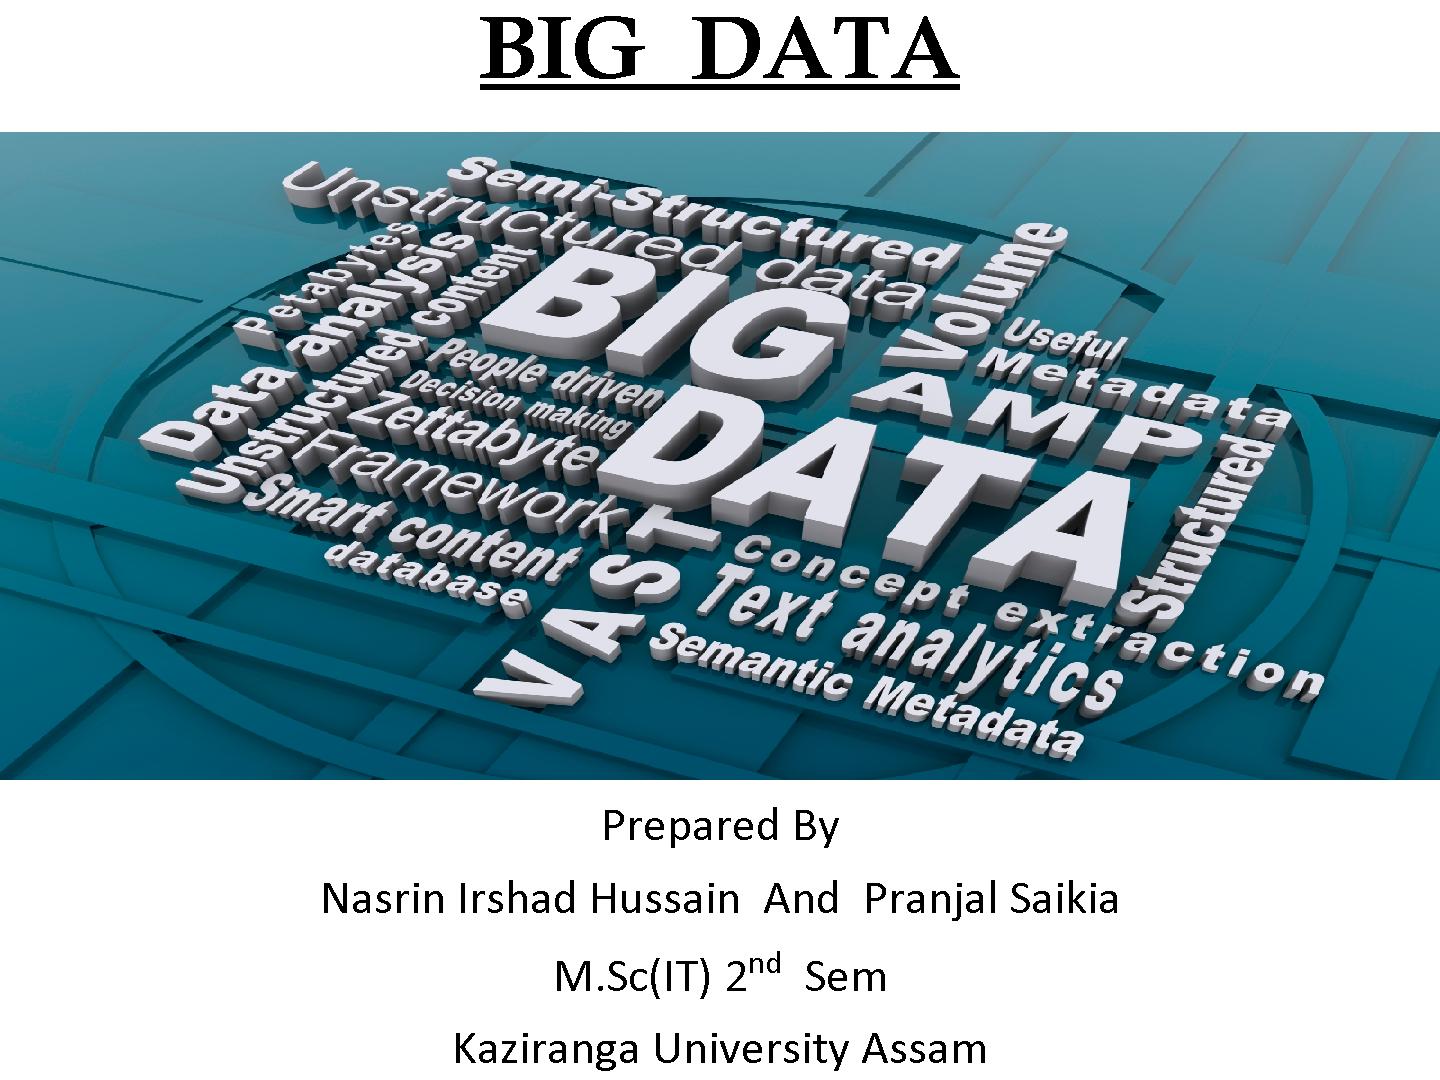 BIG DATA
Semi-Structured
Unstructured data
Volume
Petabytes
Data analysis
Unstructured content
BIG
Useful
Metadata
People driven
Decision making
AMP
Zettabyte
DATA
Structured
Framework
Smart content
database
VAST
Concept extraction
Text analytics
Semantic Metadata
Prepared By
Nasrin Irshad Hussain And Pranjal Saikia
M.Sc(IT) 2nd Sem
Kaziranga University Assam